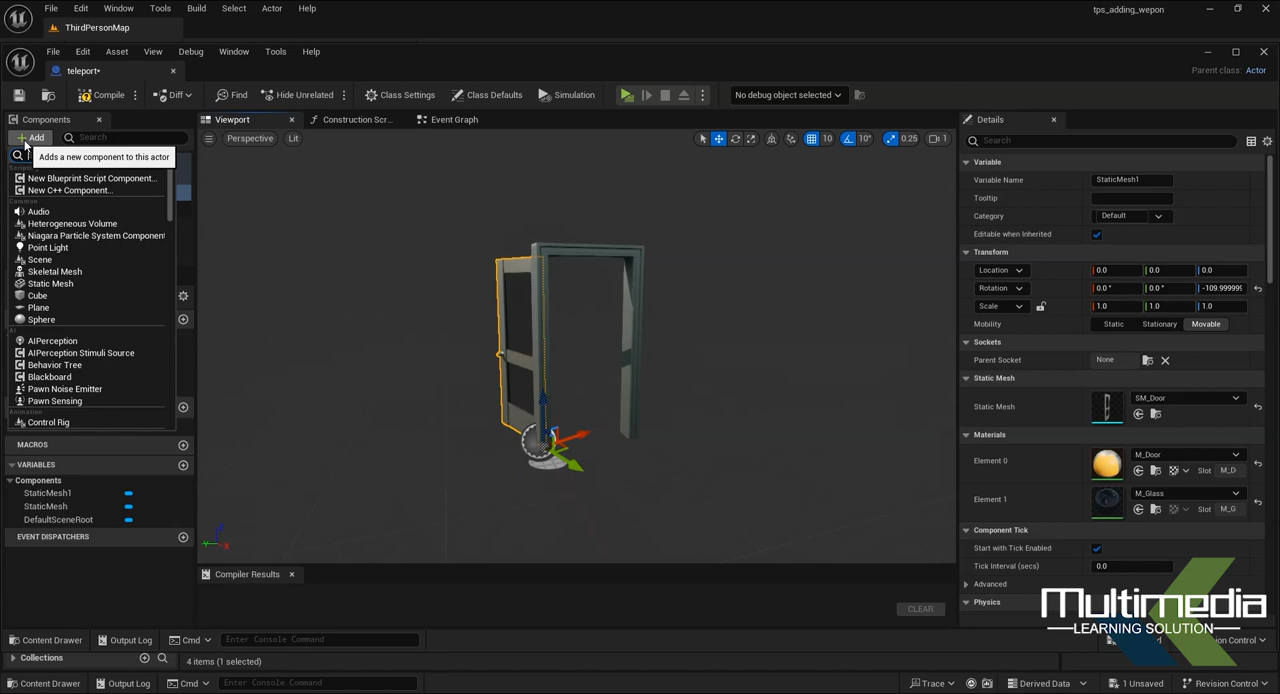 File Edit Window Tools Build Select Actor Help
tps_adding_wepon
ThirdPersonMap
File Edit Asset View Debug Window Tools Help
teleport*
Parent class: Actor
Compile Diff Find Hide Unrelated Class Settings Class Defaults Simulation No debug object selected
Components
Viewport Construction Scr... Event Graph
Details
Add Search
Perspective Lit
10 10° 0.25 1
Search
Adds a new component to this actor
New Blueprint Script Component...
New C++ Component...
Common
Audio
Heterogeneous Volume
Niagara Particle System Component
Point Light
Scene
Skeletal Mesh
Static Mesh
Cube
Plane
Sphere
AI
AIPerception
AIPerception Stimuli Source
Behavior Tree
Blackboard
Pawn Noise Emitter
Pawn Sensing
Animation
Control Rig
MACROS
VARIABLES
Components
StaticMesh1
StaticMesh
DefaultSceneRoot
EVENT DISPATCHERS
Variable
Variable Name StaticMesh1
Tooltip
Category Default
Editable when Inherited
Transform
Location 0.0 0.0 0.0
Rotation 0.0 ° 0.0 ° -109.999999
Scale 1.0 1.0 1.0
Mobility Static Stationary Movable
Sockets
Parent Socket None
Static Mesh
Static Mesh SM_Door
Materials
Element 0 M_Door
Slot M_D
Element 1 M_Glass
Slot M_G
Component Tick
Start with Tick Enabled
Tick Interval (secs) 0.0
Advanced
Physics
Compiler Results
CLEAR
Multimedia
LEARNING SOLUTION
Content Drawer Output Log Cmd Enter Console Command
Collections 4 items (1 selected)
Content Drawer Output Log Cmd Enter Console Command Trace Derived Data 1 Unsaved Revision Control